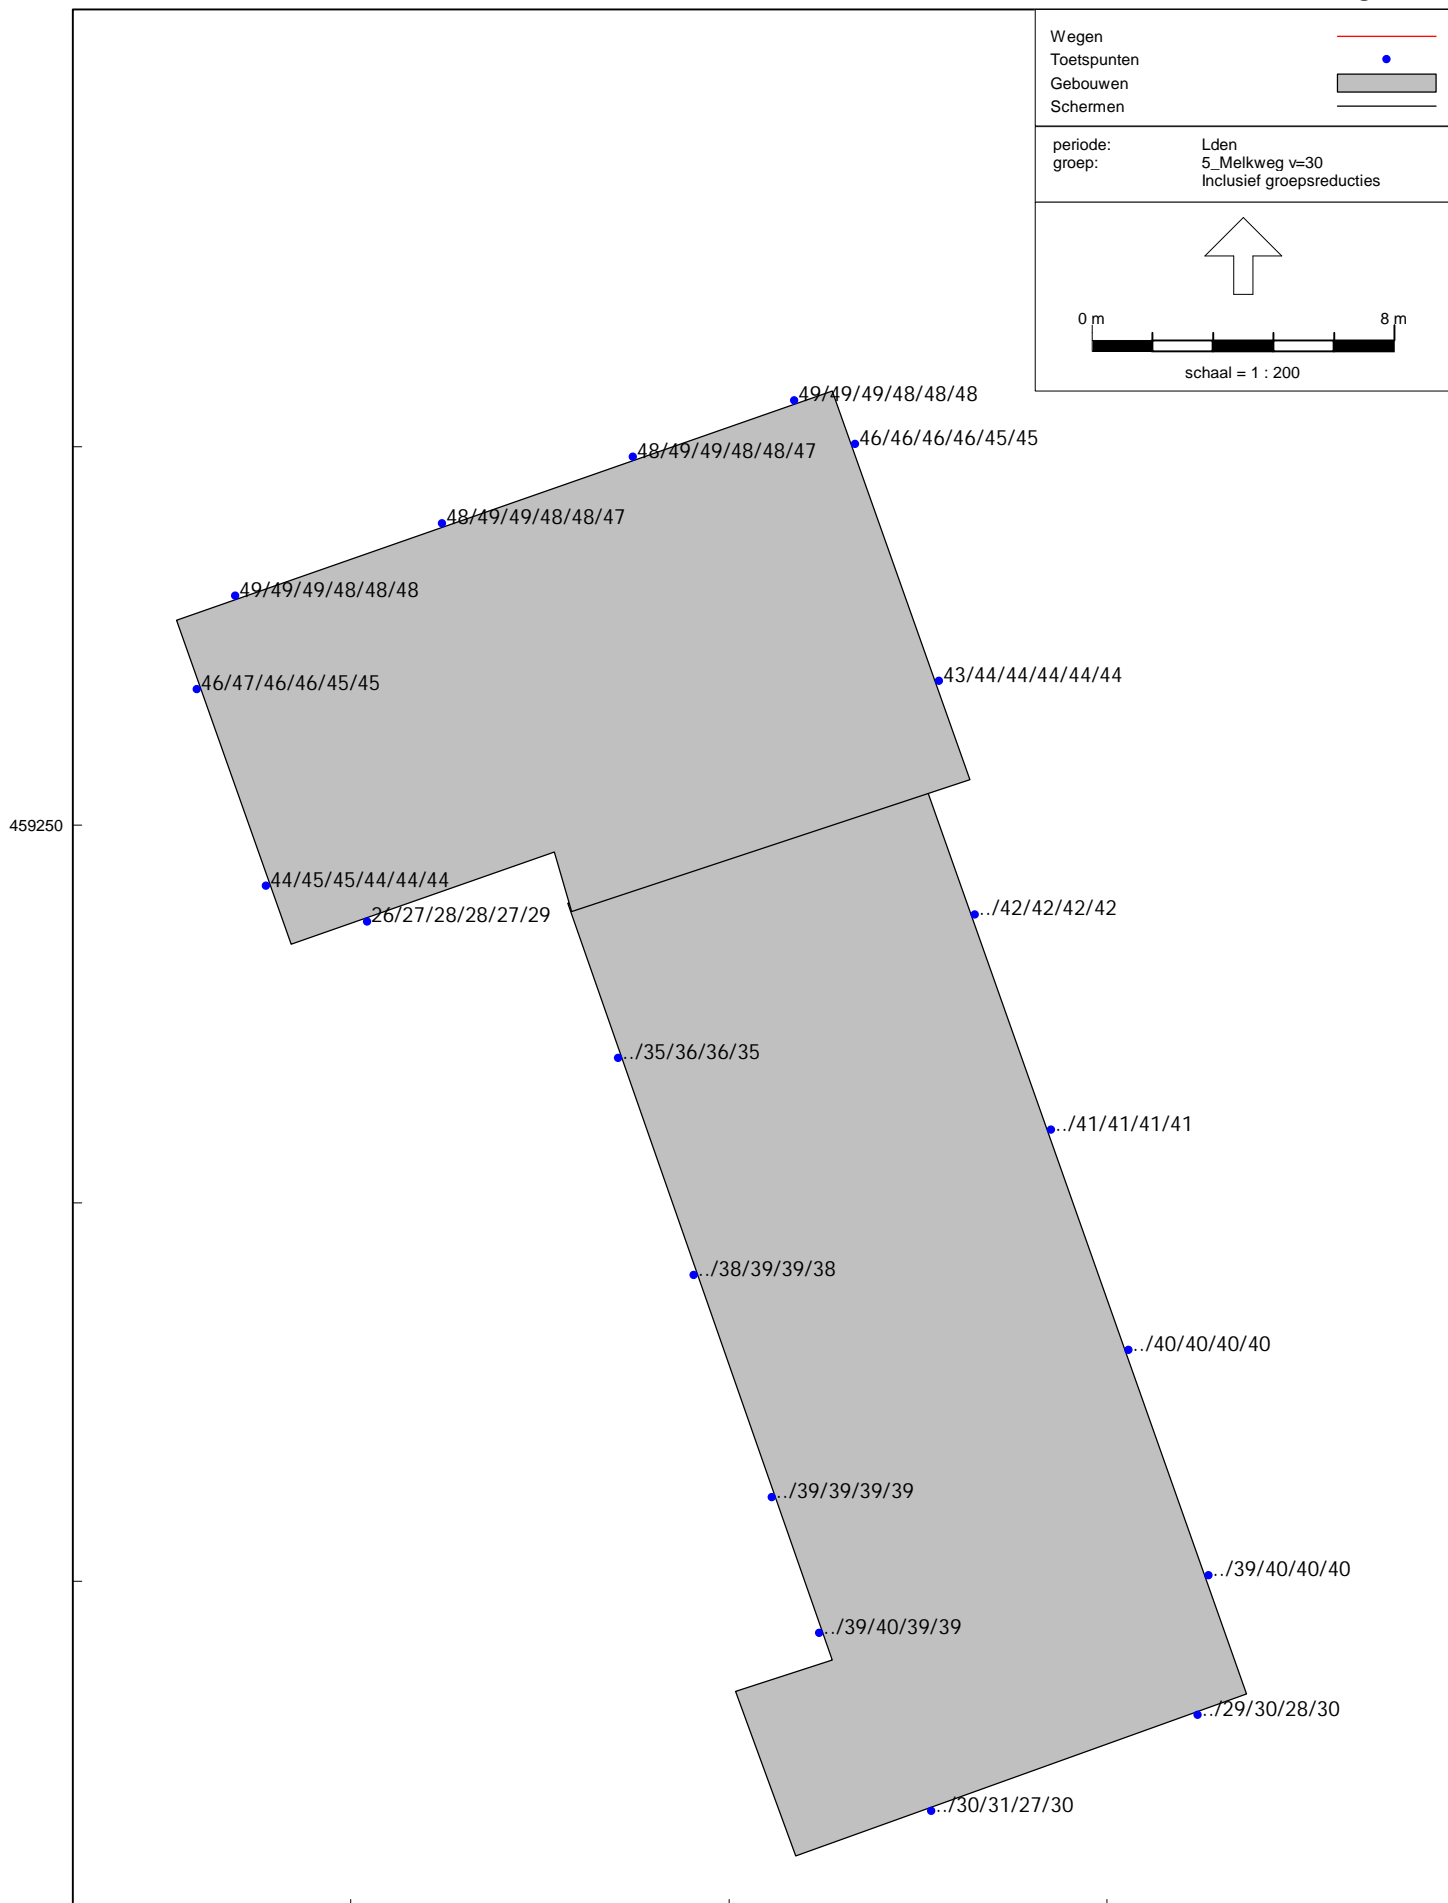 Wegen
Toetspunten
Gebouwen
Schermen
periode: Lden
groep: 5_Melkweg v=30
Inclusief groepsreducties
0 m 8 m
schaal = 1 : 200
49/49/49/48/48/48
46/46/46/46/45/45
48/49/49/48/48/47
48/49/49/48/48/47
49/49/49/48/48/48
46/47/46/46/45/45
43/44/44/44/44/44
459250
44/45/45/44/44/44
26/27/28/28/27/29
../42/42/42/42
../35/36/36/35
../41/41/41/41
../38/39/39/38
../40/40/40/40
../39/39/39/39
../39/40/40/40
../39/40/39/39
../29/30/28/30
../30/31/27/30